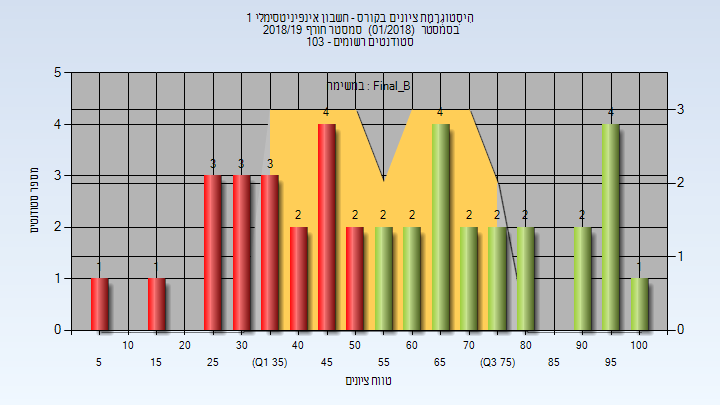 היסטוגרמת ציונים בקורס - חשבון אינפיניטסימלי 1
בסמסטר (01/2018) סמסטר חורף 2018/19
סטודנטים רשומים - 103
במשימה : Final_B
מספר סטודנטים
5
4
3
2
1
0
3
2
1
0
1 1 3 3 3 2 4 2 2 2 4 2 2 2 2 4 1
10 20 30 40 50 60 70 80 90 100
5 15 25 (Q1 35) 45 55 65 (Q3 75) 85 95
טווח ציונים